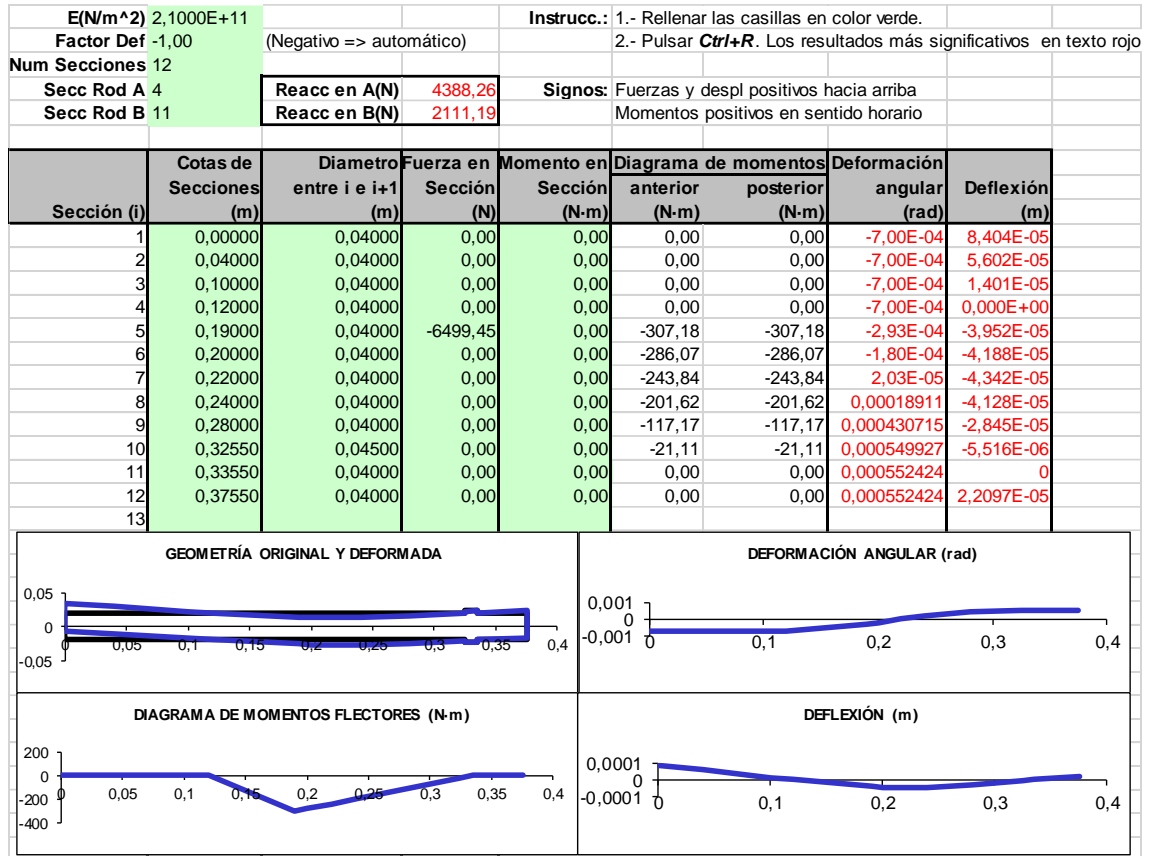 E(N/m^2) 2,1000E+11 Instrucc.: 1.- Rellenar las casillas en color verde.
Factor Def -1,00 (Negativo => automático) 2.- Pulsar Ctrl+R. Los resultados más significativos en texto rojo
Num Secciones 12
Secc Rod A 4 Reacc en A(N) 4388,26 Signos: Fuerzas y despl positivos hacia arriba
Secc Rod B 11 Reacc en B(N) 2111,19 Momentos positivos en sentido horario
Cotas de Diametro Fuerza en Momento en Diagrama de momentos Deformación
Secciones entre i e i+1 Sección Sección anterior posterior angular Deflexión
Sección (i) (m) (m) (N) (N·m) (N·m) (N·m) (rad) (m)
1 0,00000 0,04000 0,00 0,00 0,00 0,00 -7,00E-04 8,404E-05
2 0,04000 0,04000 0,00 0,00 0,00 0,00 -7,00E-04 5,602E-05
3 0,10000 0,04000 0,00 0,00 0,00 0,00 -7,00E-04 1,401E-05
4 0,12000 0,04000 0,00 0,00 0,00 0,00 -7,00E-04 0,000E+00
5 0,19000 0,04000 -6499,45 0,00 -307,18 -307,18 -2,93E-04 -3,952E-05
6 0,20000 0,04000 0,00 0,00 -286,07 -286,07 -1,80E-04 -4,188E-05
7 0,22000 0,04000 0,00 0,00 -243,84 -243,84 2,03E-05 -4,342E-05
8 0,24000 0,04000 0,00 0,00 -201,62 -201,62 0,00018911 -4,128E-05
9 0,28000 0,04000 0,00 0,00 -117,17 -117,17 0,000430715 -2,845E-05
10 0,32550 0,04500 0,00 0,00 -21,11 -21,11 0,000549927 -5,516E-06
11 0,33550 0,04000 0,00 0,00 0,00 0,00 0,000552424 0
12 0,37550 0,04000 0,00 0,00 0,00 0,00 0,000552424 2,2097E-05
13
GEOMETRÍA ORIGINAL Y DEFORMADA
0,05
0
-0,05
0 0,05 0,1 0,15 0,2 0,25 0,3 0,35 0,4
DEFORMACIÓN ANGULAR (rad)
0,001
0
-0,001
0 0,1 0,2 0,3 0,4
DIAGRAMA DE MOMENTOS FLECTORES (N·m)
200
0
-200
-400
0 0,05 0,1 0,15 0,2 0,25 0,3 0,35 0,4
DEFLEXIÓN (m)
0,0001
0
-0,0001
0 0,1 0,2 0,3 0,4